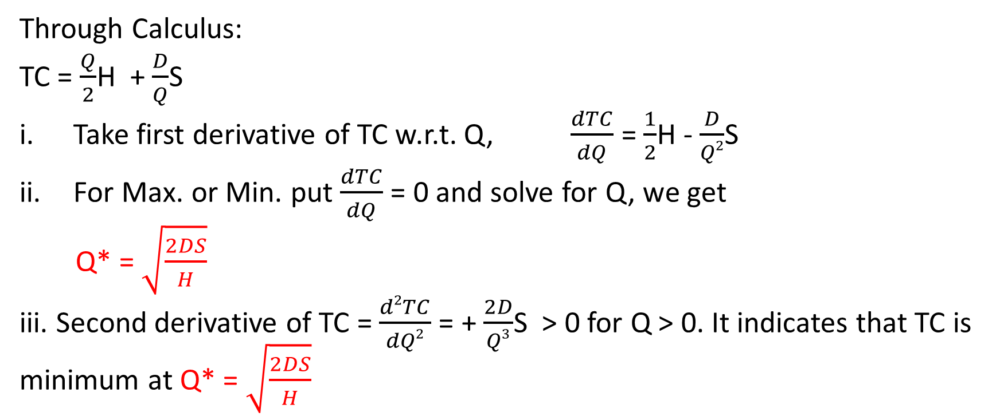 Through Calculus:
TC = \frac{Q}{2}H + \frac{D}{Q}S
i. Take first derivative of TC w.r.t. Q, \frac{dTC}{dQ} = \frac{1}{2}H - \frac{D}{Q^2}S
ii. For Max. or Min. put \frac{dTC}{dQ} = 0 and solve for Q, we get
Q* = \sqrt{\frac{2DS}{H}}
iii. Second derivative of TC = \frac{d^2TC}{dQ^2} = + \frac{2D}{Q^3}S > 0 for Q > 0. It indicates that TC is
minimum at Q* = \sqrt{\frac{2DS}{H}}